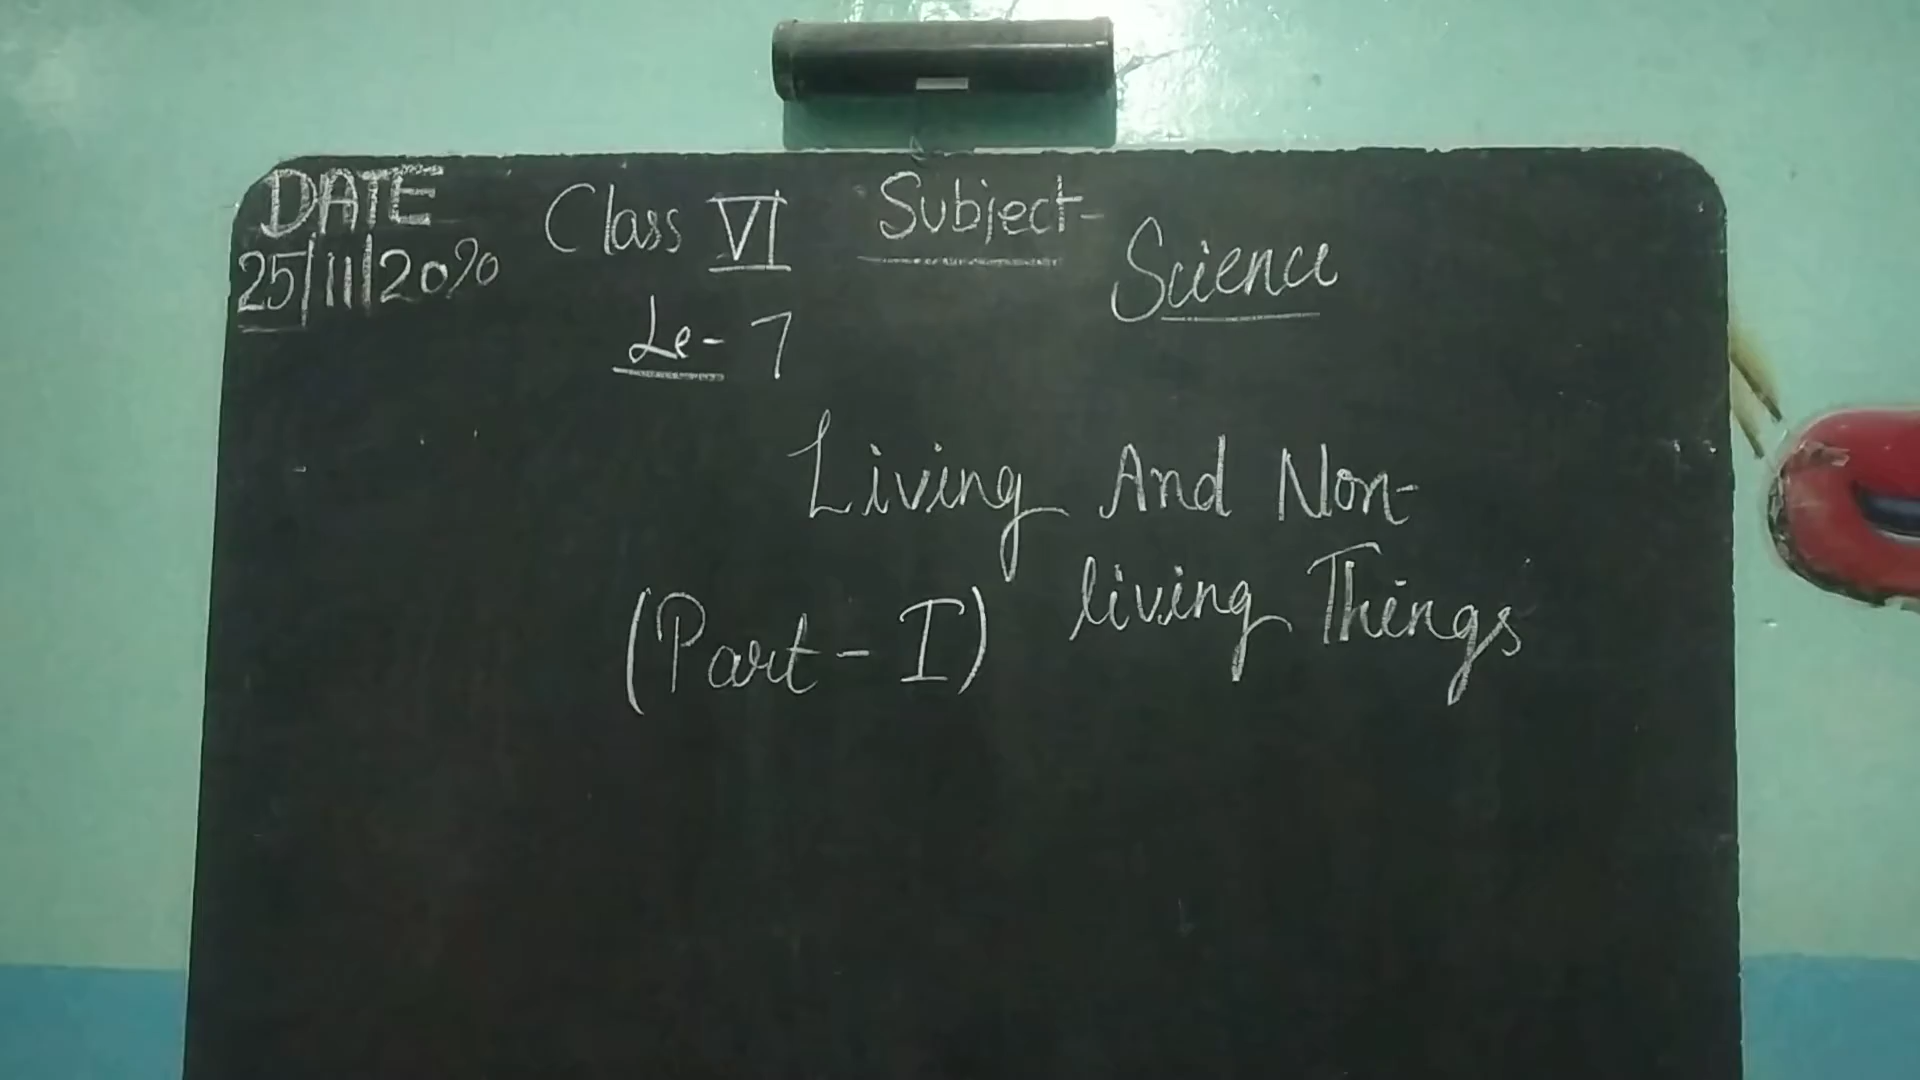 DATE
25/11/2020
Class VI
Subject-
Science
Le-7
Living And Non-
living Things
(Part-I)